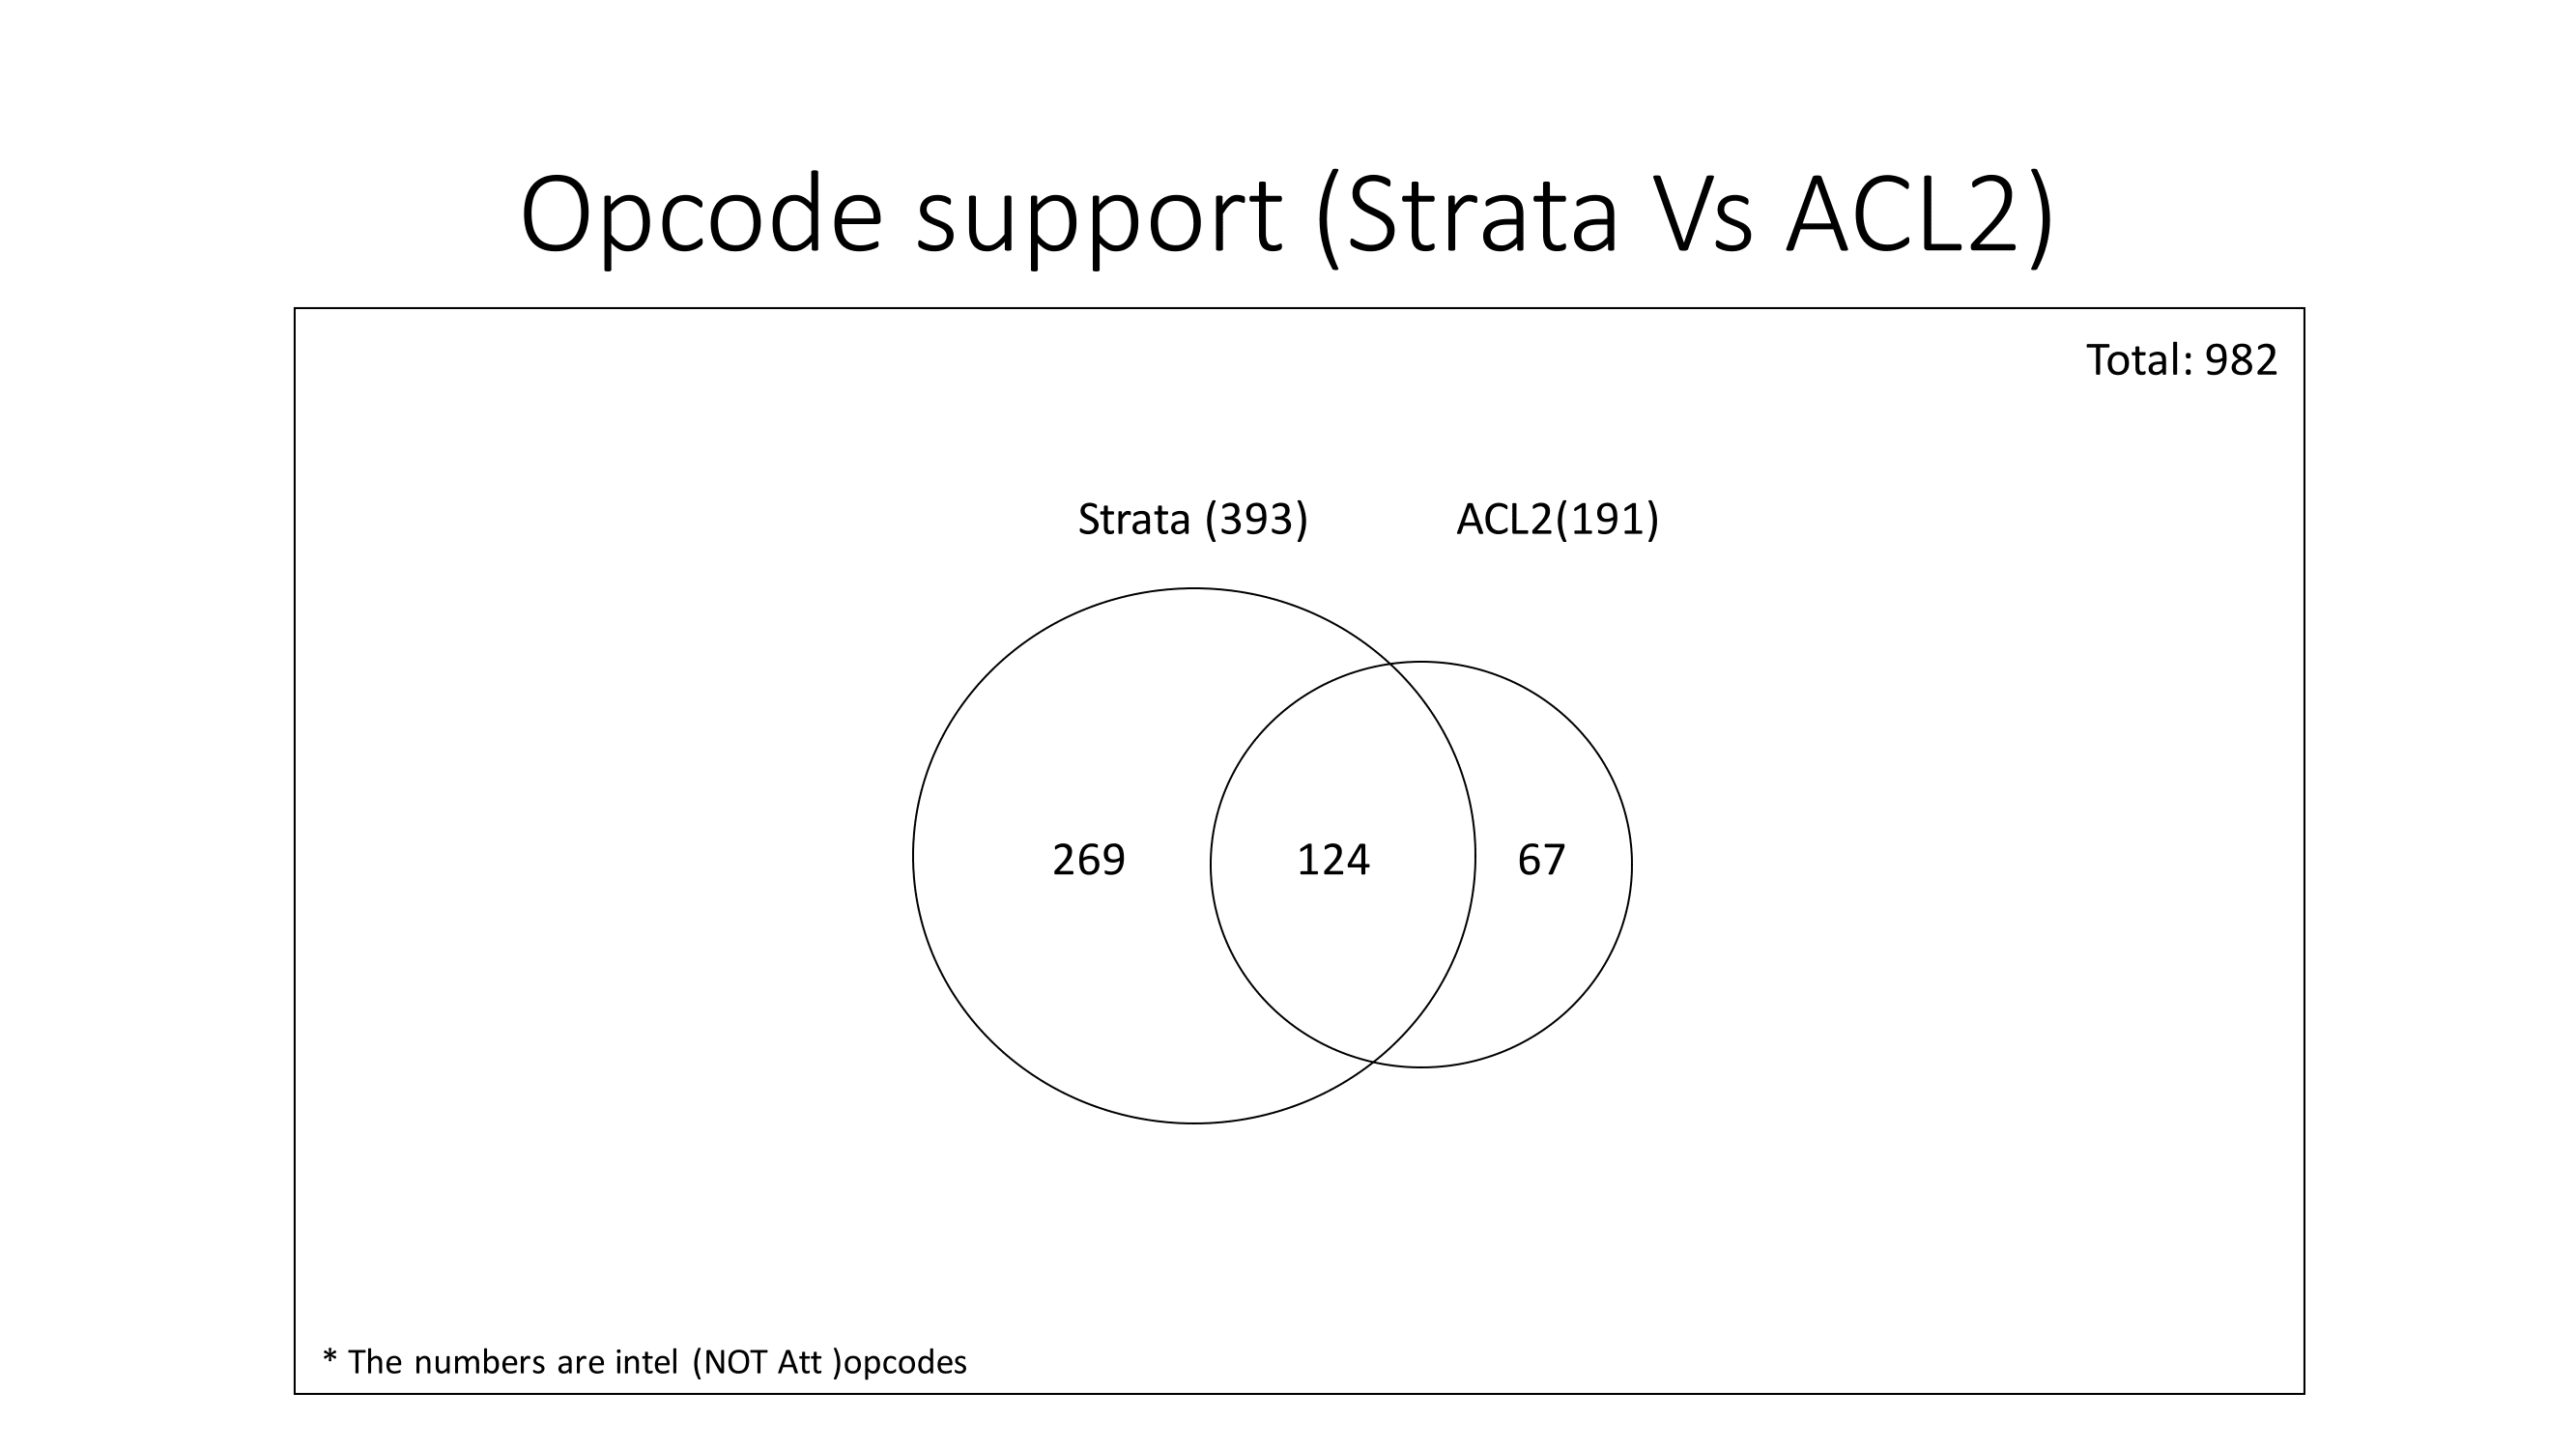 Opcode support (Strata Vs ACL2)
Total: 982
Strata (393)
ACL2(191)
269
124
67
* The numbers are intel (NOT Att )opcodes